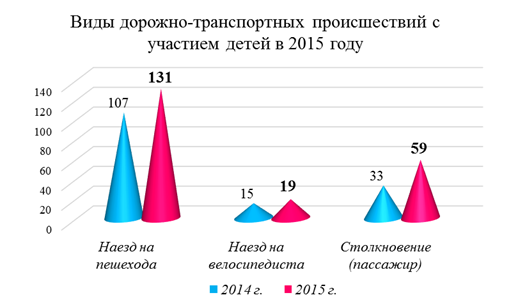 Виды дорожно-транспортных происшествий с
участием детей в 2015 году
140
120
100
80
60
40
20
0
107
131
15
19
33
59
Наезд на
пешехода
Наезд на
велосипедиста
Столкновение
(пассажир)
2014 г.
2015 г.